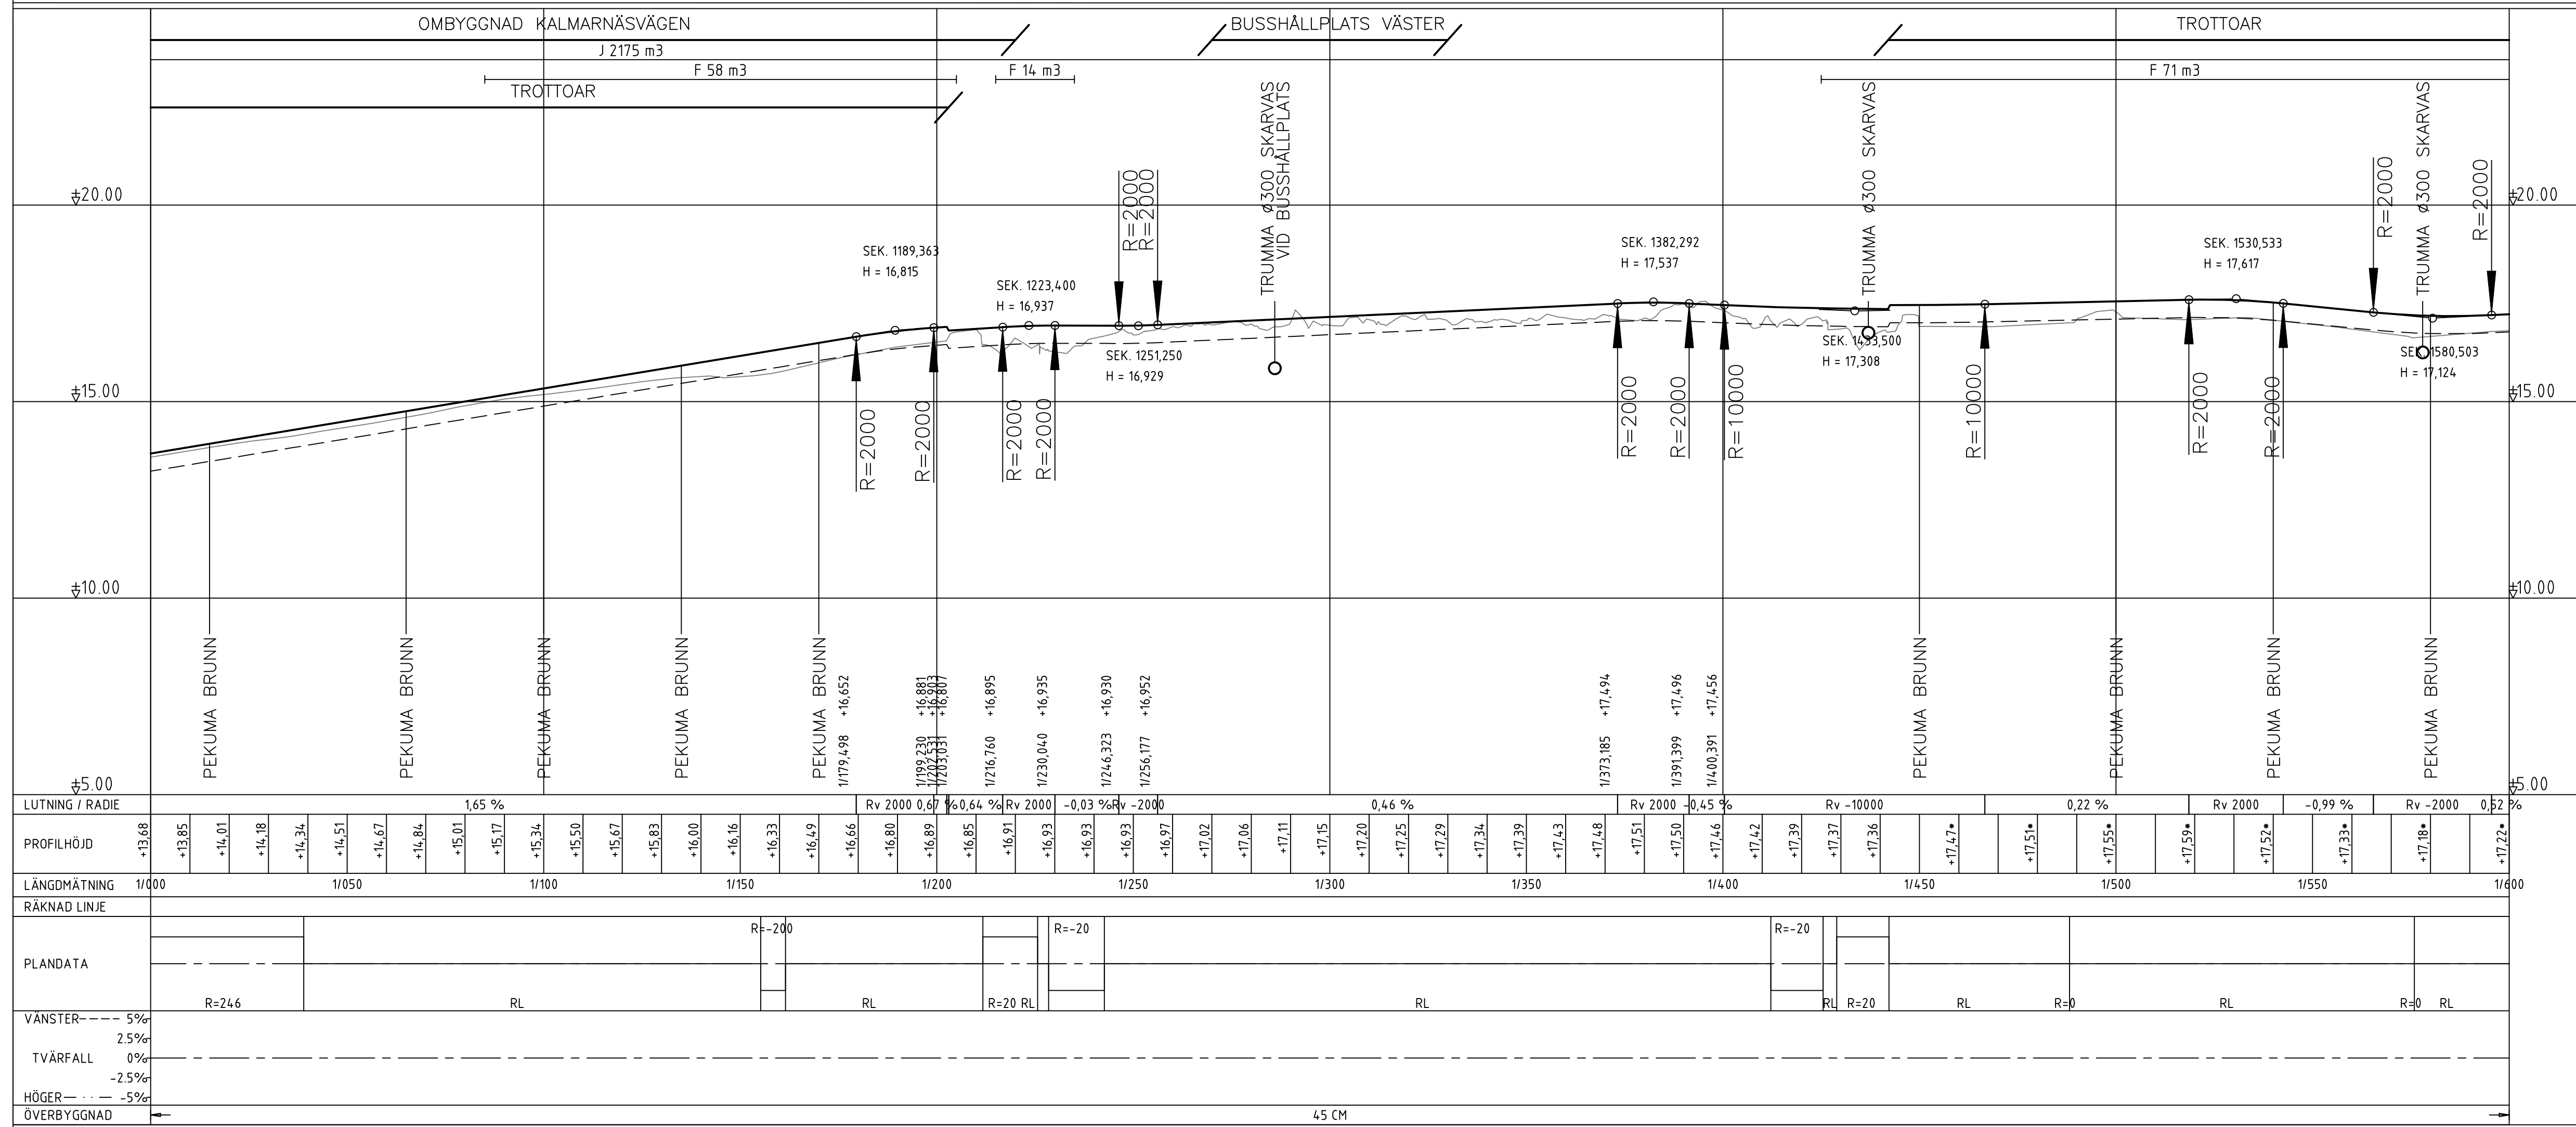 OMBYGGNAD KALMARNÄSVÄGEN
BUSSHÅLLPLATS VÄSTER
TROTTOAR
J 2175 m3
F 58 m3
F 14 m3
F 71 m3
TROTTOAR
TRUMMA ø300 SKARVAS
VID BUSSHÅLLPLATS
TRUMMA ø300 SKARVAS
TRUMMA ø300 SKARVAS
R=2000
R=2000
R=2000
R=2000
±20.00
±20.00
SEK. 1189,363
H = 16,815
SEK. 1223,400
H = 16,937
SEK. 1251,250
H = 16,929
SEK. 1382,292
H = 17,537
SEK. 1433,500
H = 17,308
SEK. 1530,533
H = 17,617
SEK. 1580,503
H = 17,124
±15.00
±15.00
R=2000
R=2000
R=2000
R=2000
R=2000
R=2000
R=10000
R=10000
R=2000
R=2000
±10.00
±10.00
PEKUMA BRUNN
PEKUMA BRUNN
PEKUMA BRUNN
PEKUMA BRUNN
PEKUMA BRUNN
PEKUMA BRUNN
PEKUMA BRUNN
PEKUMA BRUNN
PEKUMA BRUNN
1/179,498 +16,652
1/199,230 +16,881
1/202,531 +16,903
1/203,031 +16,807
1/216,760 +16,895
1/230,040 +16,935
1/246,323 +16,930
1/256,177 +16,952
1/373,185 +17,494
1/391,399 +17,496
1/400,391 +17,456
±5.00
±5.00
LUTNING / RADIE 1,65 % Rv 2000 0,67 % 0,64 % Rv 2000 -0,03 % Rv -2000 0,46 % Rv 2000 -0,45 % Rv -10000 0,22 % Rv 2000 -0,99 % Rv -2000 0,52 %
PROFILHÖJD +13,68 +13,85 +14,01 +14,18 +14,34 +14,51 +14,67 +14,84 +15,01 +15,17 +15,34 +15,50 +15,67 +15,83 +16,00 +16,16 +16,33 +16,49 +16,66 +16,80 +16,89 +16,85 +16,91 +16,93 +16,93 +16,93 +16,97 +17,02 +17,06 +17,11 +17,15 +17,20 +17,25 +17,29 +17,34 +17,39 +17,43 +17,48 +17,51 +17,50 +17,46 +17,42 +17,39 +17,37 +17,36 +17,47* +17,51* +17,55* +17,59* +17,52* +17,33* +17,18* +17,22*
LÄNGDMÄTNING 1/000 1/050 1/100 1/150 1/200 1/250 1/300 1/350 1/400 1/450 1/500 1/550 1/600
RÄKNAD LINJE
R=-200 R=-20 R=-20
PLANDATA
R=246 RL RL R=20 RL RL RL R=20 RL R=0 RL R=0 RL
VÄNSTER 5%
2.5%
TVÄRFALL 0%
-2.5%
HÖGER -5%
ÖVERBYGGNAD 45 CM